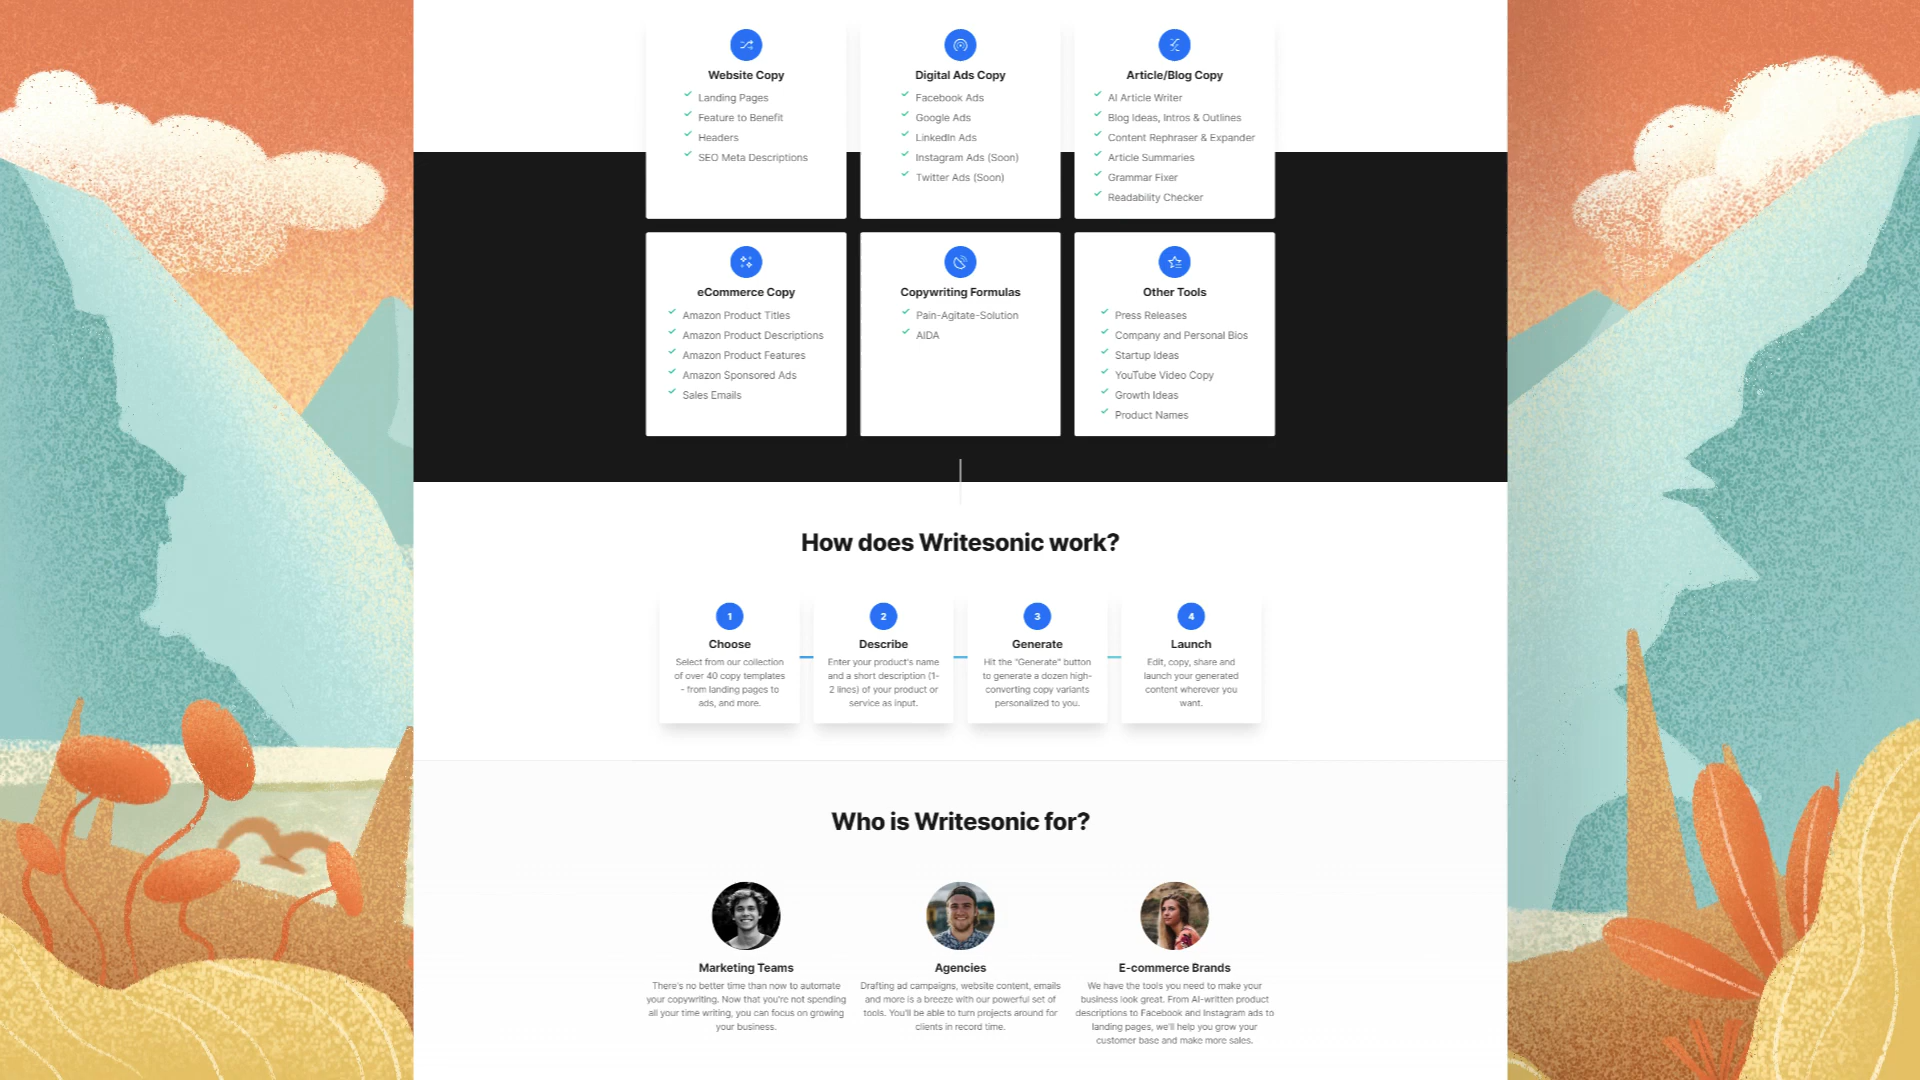 Website Copy
Landing Pages
Feature to Benefit
Headers
SEO Meta Descriptions
Digital Ads Copy
Facebook Ads
Google Ads
LinkedIn Ads
Instagram Ads (Soon)
Twitter Ads (Soon)
Article/Blog Copy
AI Article Writer
Blog Ideas, Intros & Outlines
Content Rephraser & Expander
Article Summaries
Grammar Fixer
Readability Checker
eCommerce Copy
Amazon Product Titles
Amazon Product Descriptions
Amazon Product Features
Amazon Sponsored Ads
Sales Emails
Copywriting Formulas
Pain-Agitate-Solution
AIDA
Other Tools
Press Releases
Company and Personal Bios
Startup Ideas
YouTube Video Copy
Growth Ideas
Product Names
How does Writesonic work?
1
Choose
Select from our collection
of over 40 copy templates
- from landing pages to
ads, and more.
2
Describe
Enter your product's name
and a short description (1-
2 lines) of your product or
service as input.
3
Generate
Hit the "Generate" button
to generate a dozen high-
converting copy variants
personalized to you.
4
Launch
Edit, copy, share and
launch your generated
content wherever you
want.
Who is Writesonic for?
Marketing Teams
There's no better time than now to automate
your copywriting. Now that you're not spending
all your time writing, you can focus on growing
your business.
Agencies
Drafting ad campaigns, website content, emails
and more is a breeze with our powerful set of
tools. You'll be able to turn projects around for
clients in record time.
E-commerce Brands
We have the tools you need to make your
business look great. From AI-written product
descriptions to Facebook and Instagram ads to
landing pages, we'll help you grow your
customer base and make more sales.